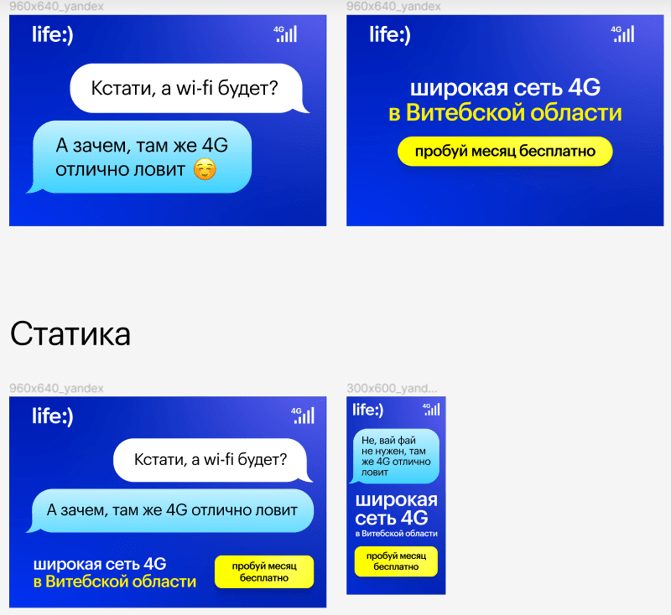 960x640_yandex
960x640_yandex
life:)
4G
Кстати, а wi-fi будет?
А зачем, там же 4G
отлично ловит ☺️
life:)
4G
широкая сеть 4G
в Витебской области
пробуй месяц бесплатно
Статика
960x640_yandex
300x600_yand...
life:)
4G
Кстати, а wi-fi будет?
А зачем, там же 4G отлично ловит
широкая сеть 4G
в Витебской области
пробуй месяц
бесплатно
life:)
4G
Не, вай фай
не нужен, там
же 4G отлично
ловит
широкая
сеть 4G
в Витебской области
пробуй месяц
бесплатно